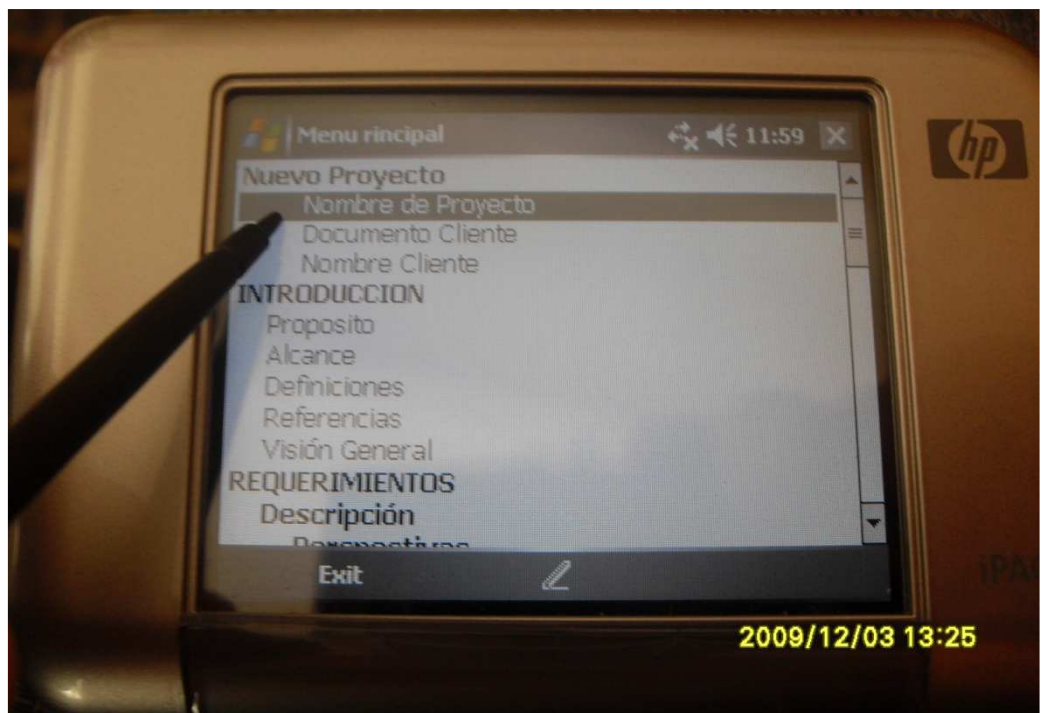 Menu rincipal 11:59
hp
Nuevo Proyecto
Nombre de Proyecto
Documento Cliente
Nombre Cliente
INTRODUCCION
Proposito
Alcance
Definiciones
Referencias
Visión General
REQUERIMIENTOS
Descripción
Perspectivas
Exit
2009/12/03 13:25